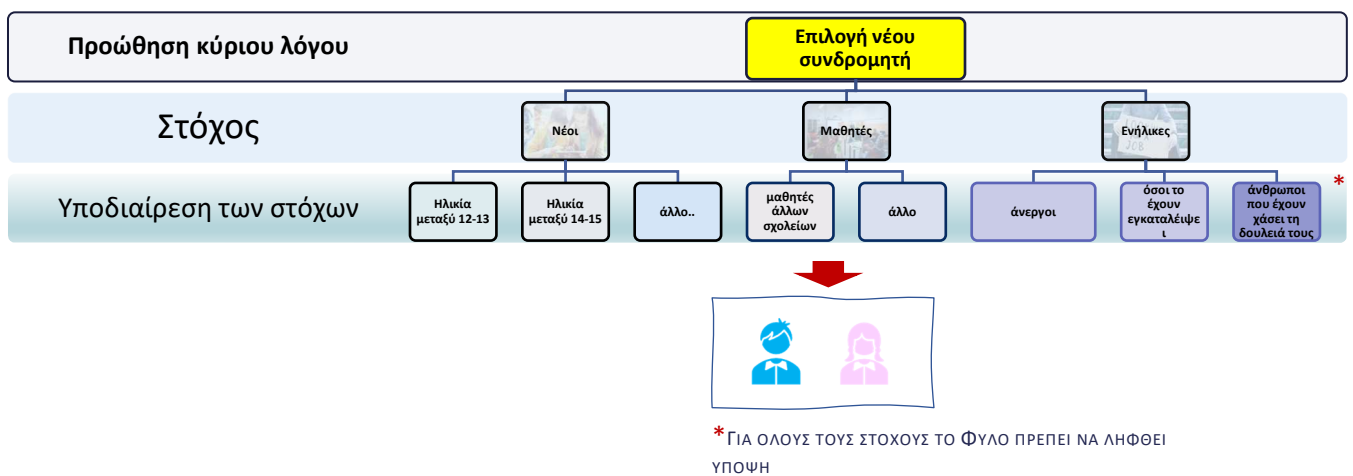 Προώθηση κύριου λόγου
Επιλογή νέου
συνδρομητή
Στόχος
Νέοι
Μαθητές
Ενήλικες
JOB
Υποδιαίρεση των στόχων
Ηλικία
μεταξύ 12-13
Ηλικία
μεταξύ 14-15
άλλο..
μαθητές
άλλων
σχολείων
άλλο
άνεργοι
όσοι το
έχουν
εγκαταλέιψε
ι
άνθρωποι
που έχουν
χάσει τη
δουλειά τους
*
*ΓΙΑ ΟΛΟΥΣ ΤΟΥΣ ΣΤΟΧΟΥΣ ΤΟ ΦΥΛΟ ΠΡΕΠΕΙ ΝΑ ΛΗΦΘΕΙ
ΥΠΟΨΗ